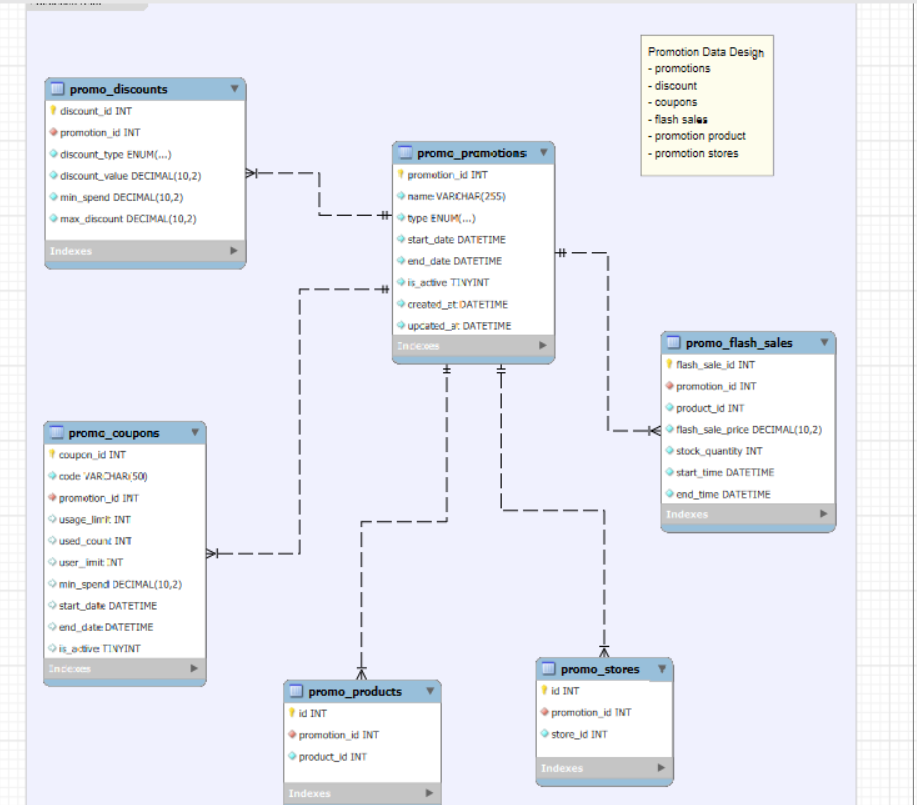 Promotion Data Design
- promotions
- discount
- coupons
- flash sales
- promotion product
- promotion stores
promo_discounts
discount_id INT
promotion_id INT
discount_type ENUM(...)
discount_value DECIMAL(10,2)
min_spend DECIMAL(10,2)
max_discount DECIMAL(10,2)
Indexes
promo_promotions
promotion_id INT
name VARCHAR(255)
type ENUM(...)
start_date DATETIME
end_date DATETIME
is_active TINYINT
created_at DATETIME
updated_at DATETIME
Indexes
promo_flash_sales
flash_sale_id INT
promotion_id INT
product_id INT
flash_sale_price DECIMAL(10,2)
stock_quantity INT
start_time DATETIME
end_time DATETIME
Indexes
promo_coupons
coupon_id INT
code VARCHAR(50)
promotion_id INT
usage_limit INT
used_count INT
user_limit INT
min_spend DECIMAL(10,2)
start_date DATETIME
end_date DATETIME
is_active TINYINT
Indexes
promo_products
id INT
promotion_id INT
product_id INT
Indexes
promo_stores
id INT
promotion_id INT
store_id INT
Indexes